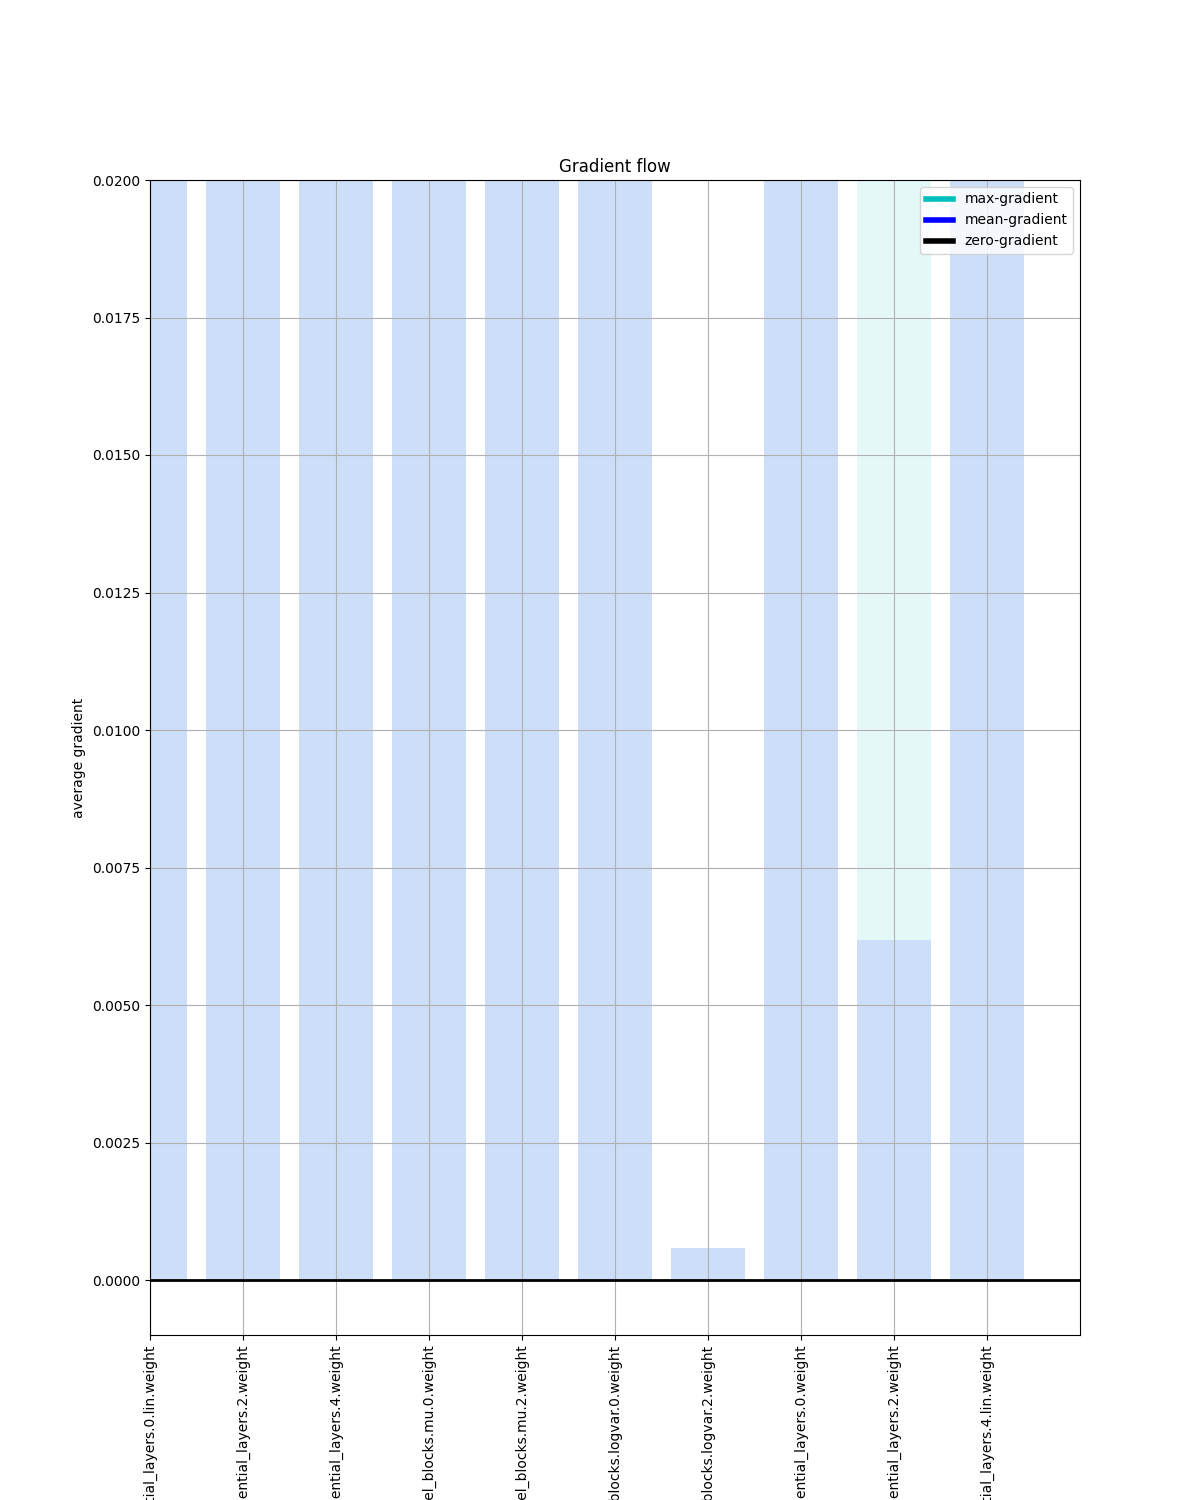 Gradient flow
max-gradient
mean-gradient
zero-gradient
0.0200
0.0175
0.0150
0.0125
0.0100
0.0075
0.0050
0.0025
0.0000
average gradient
tial_layers.0.lin.weight
ential_layers.2.weight
ential_layers.4.weight
el_blocks.mu.0.weight
el_blocks.mu.2.weight
blocks.logvar.0.weight
blocks.logvar.2.weight
ential_layers.0.weight
ential_layers.2.weight
tial_layers.4.lin.weight